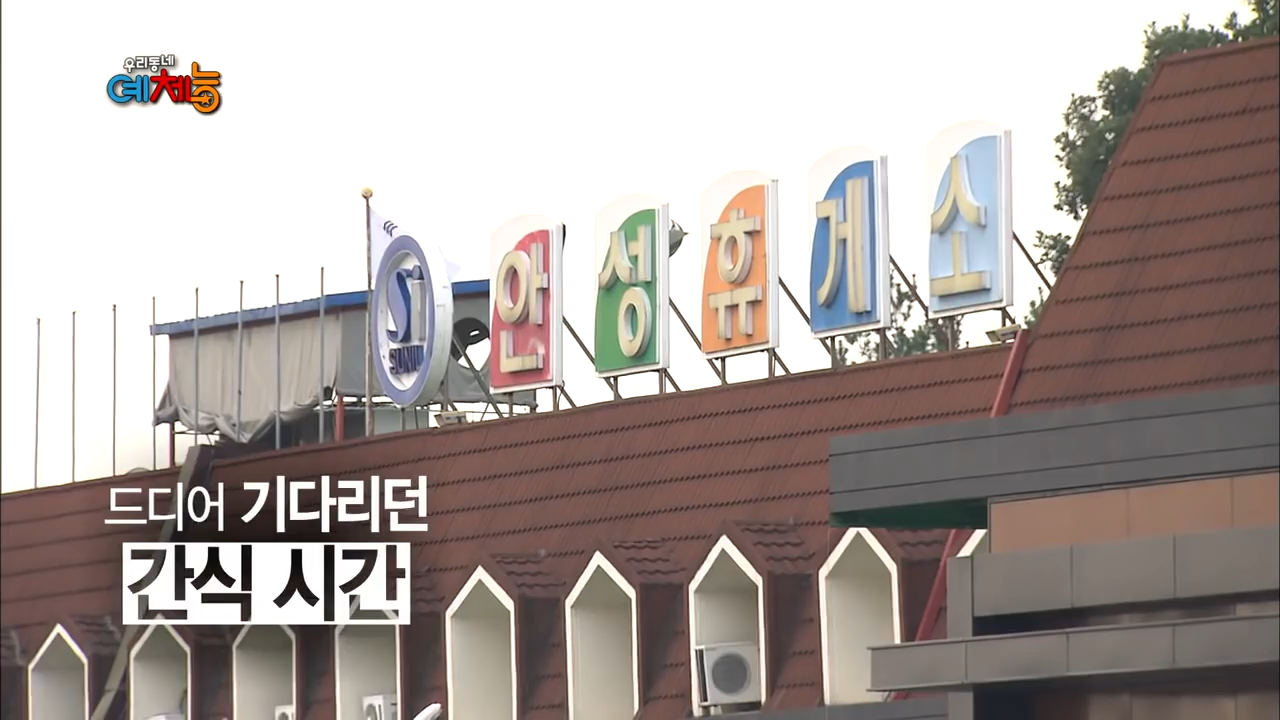 우리동네
예체능
Si
안성휴게소
드디어 기다리던
간식 시간